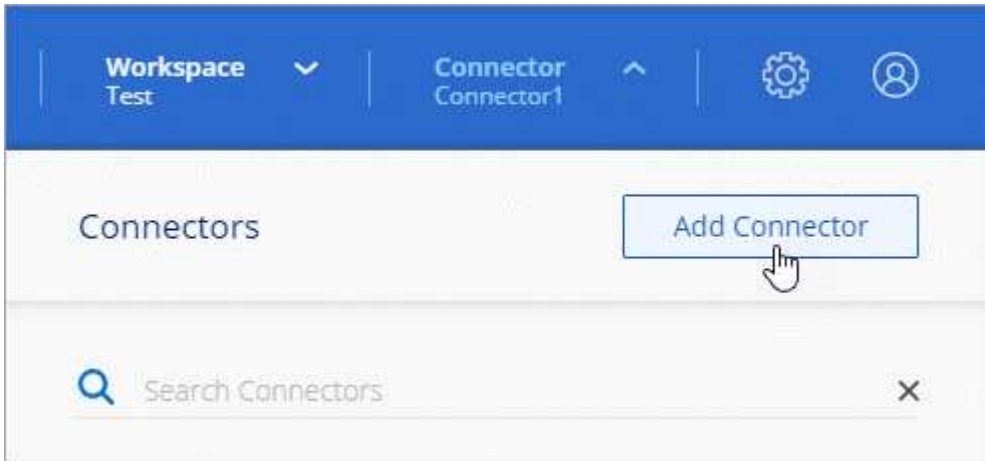 Workspace
Test
Connector
Connector1
Connectors
Add Connector
Search Connectors